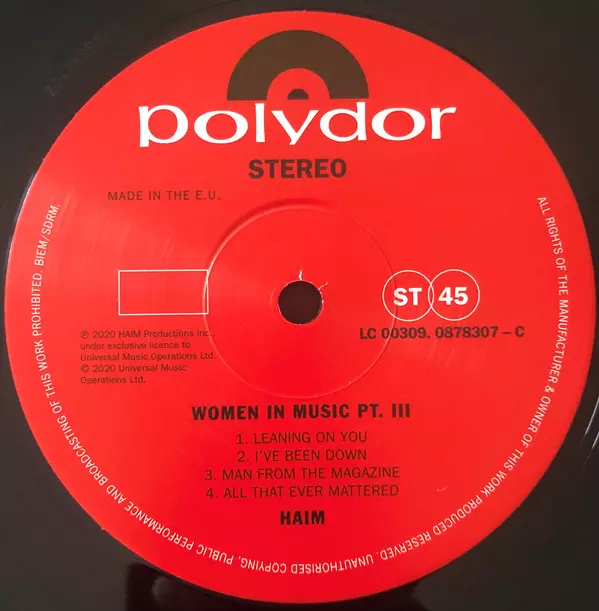 polydor
STEREO
MADE IN THE E.U.
ST 45
LC 00309. 0878307 – C
℗ 2020 HAIM Productions Inc.,
under exclusive licence to
Universal Music Operations Ltd.
© 2020 Universal Music
Operations Ltd.
WOMEN IN MUSIC PT. III
1. LEANING ON YOU
2. I'VE BEEN DOWN
3. MAN FROM THE MAGAZINE
4. ALL THAT EVER MATTERED
HAIM
ALL RIGHTS OF THE MANUFACTURER & OWNER OF THIS WORK PRODUCED RESERVED. UNAUTHORISED COPYING, PUBLIC PERFORMANCE AND BROADCASTING OF THIS WORK PROHIBITED. BIEM/SDRM.